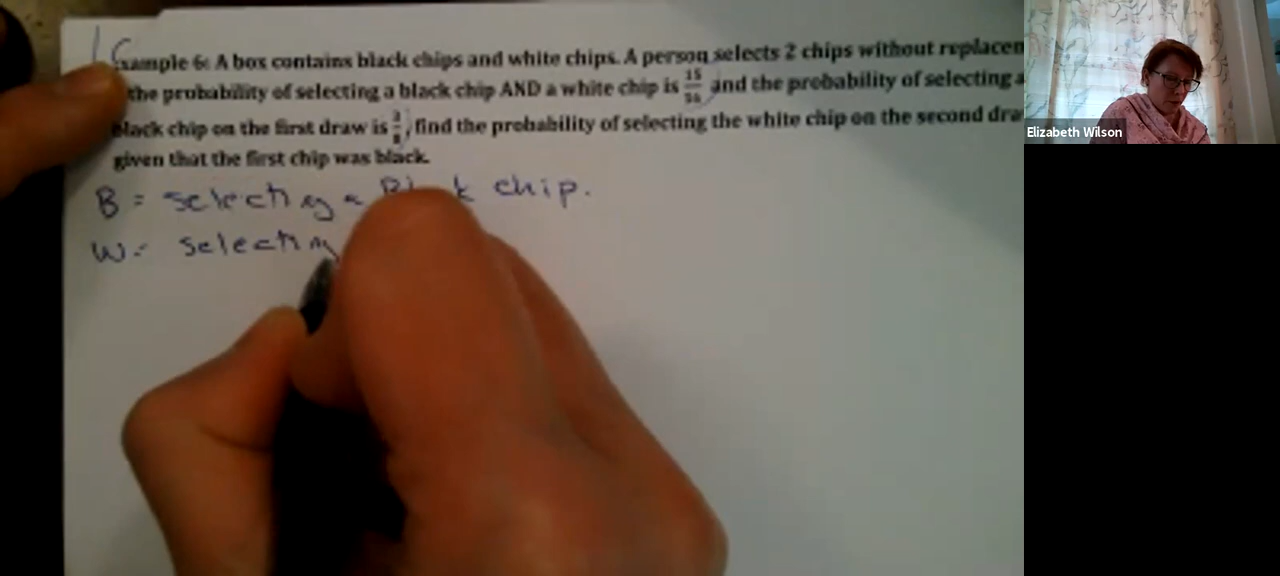 Example 6: A box contains black chips and white chips. A person selects 2 chips without replacem
the probability of selecting a black chip AND a white chip is 15/56 and the probability of selecting a
black chip on the first draw is 3/8, find the probability of selecting the white chip on the second dra
given that the first chip was black.
B = selecting a chip.
W = selecting
Elizabeth Wilson